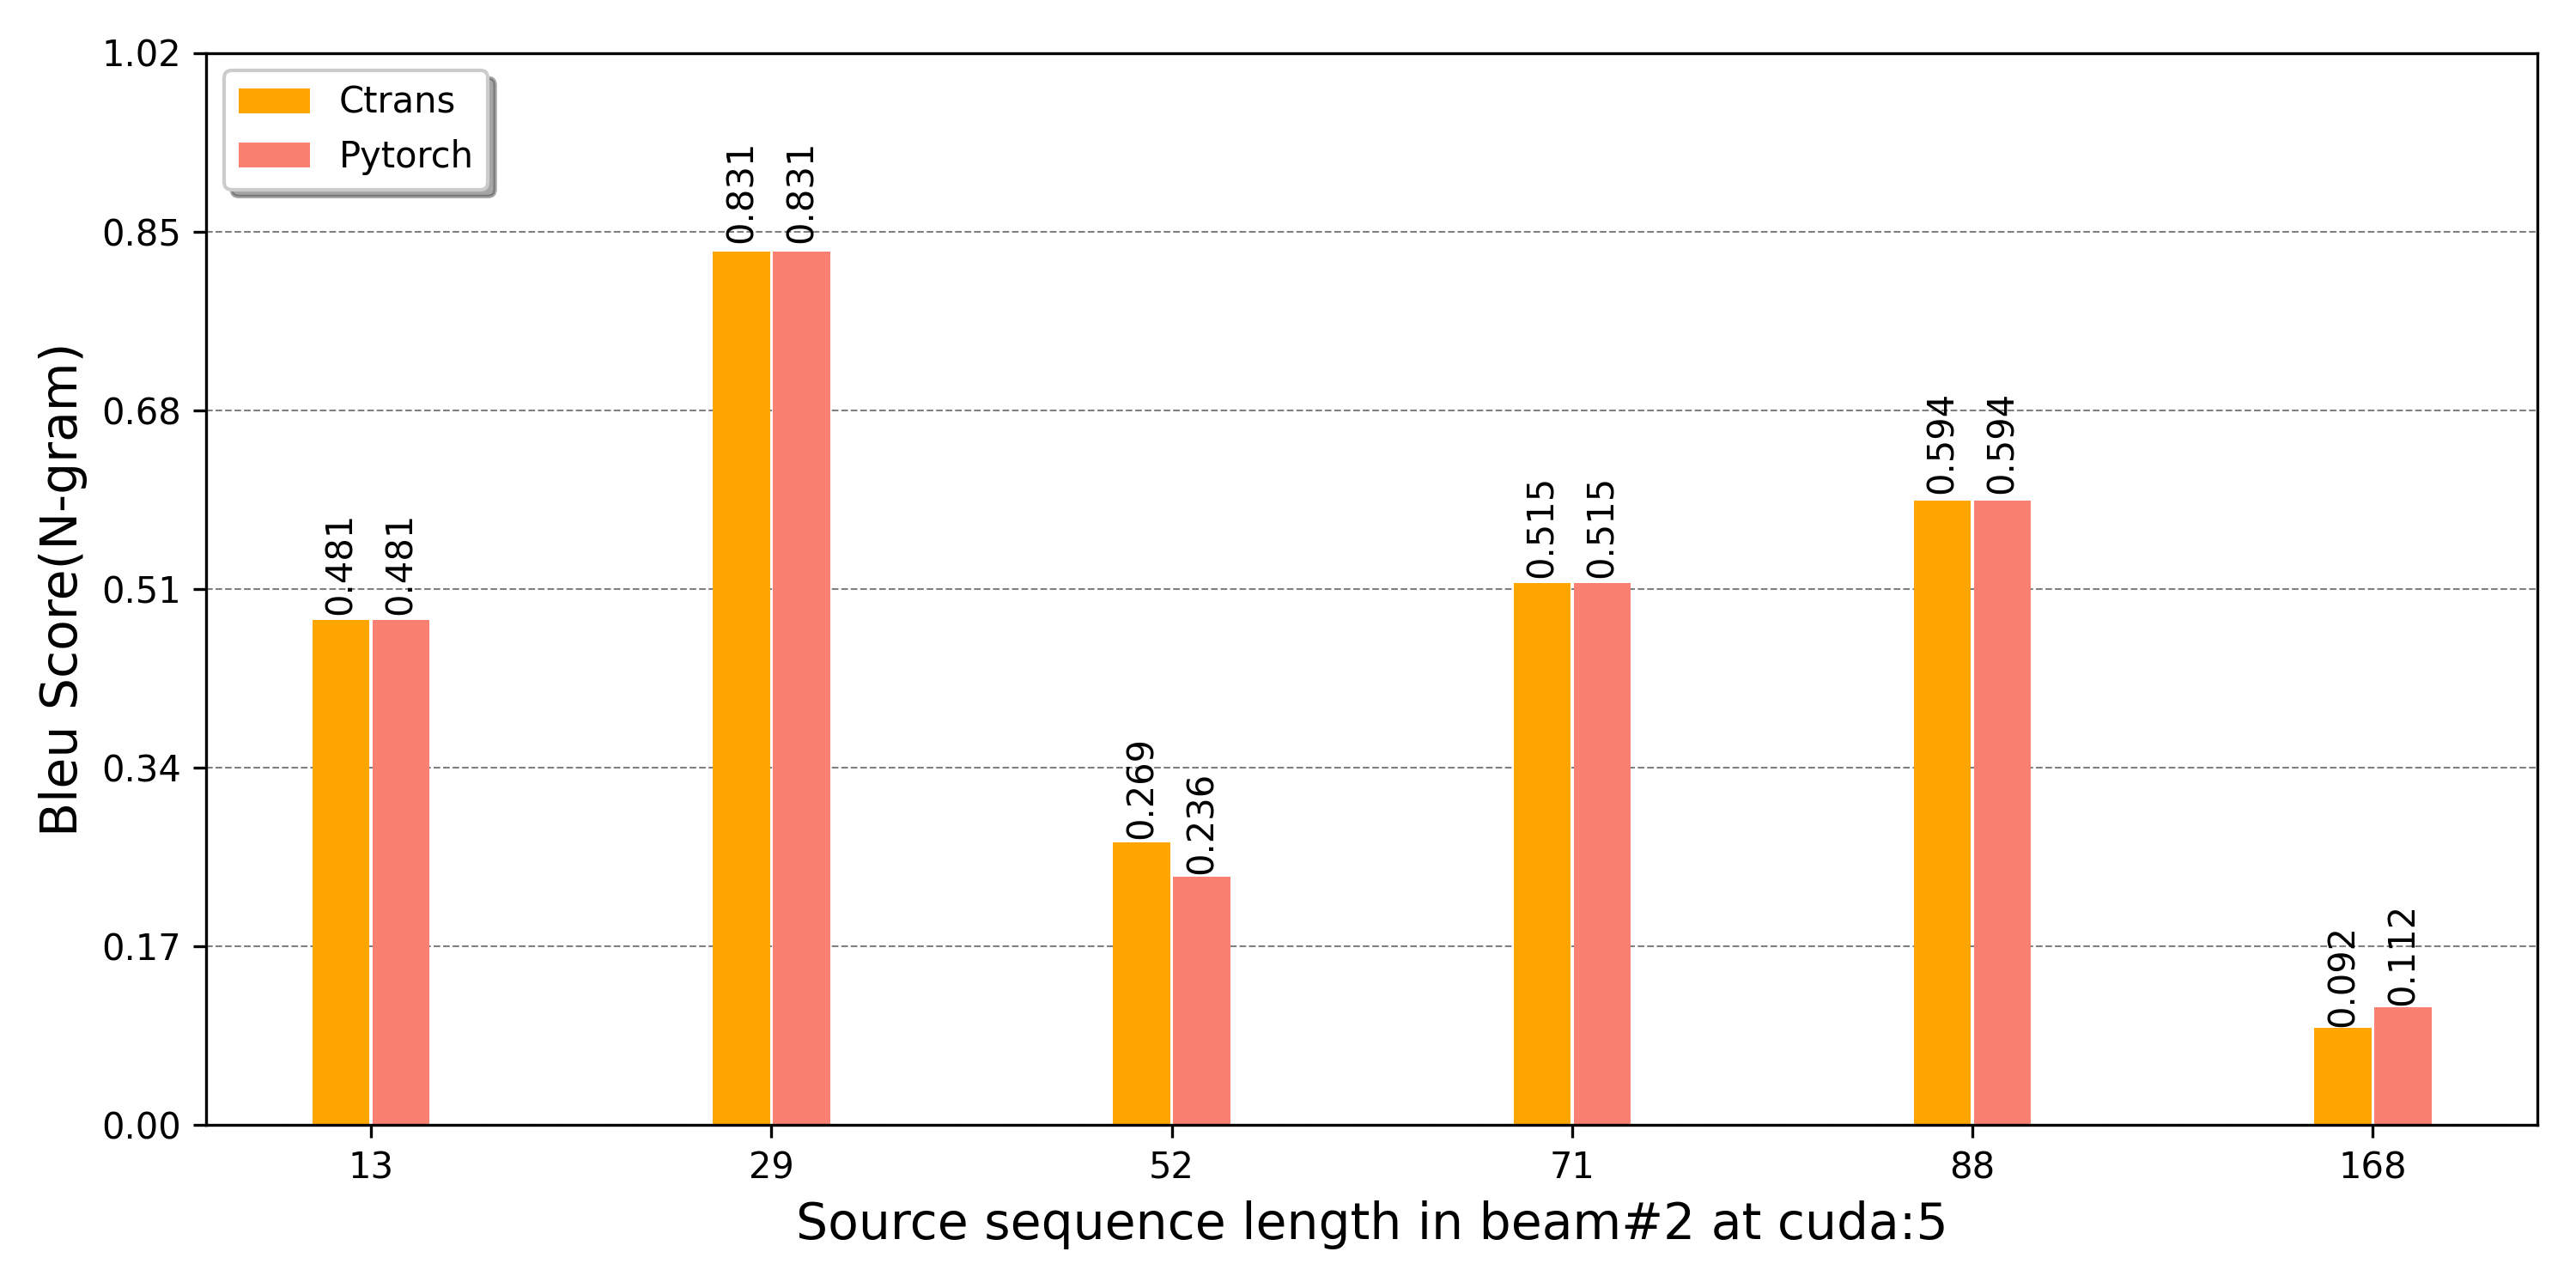 1.02
0.85
0.68
0.51
0.34
0.17
0.00
Bleu Score(N-gram)
Ctrans
Pytorch
0.481 0.481
0.831 0.831
0.269 0.236
0.515 0.515
0.594 0.594
0.092 0.112
13 29 52 71 88 168
Source sequence length in beam#2 at cuda:5